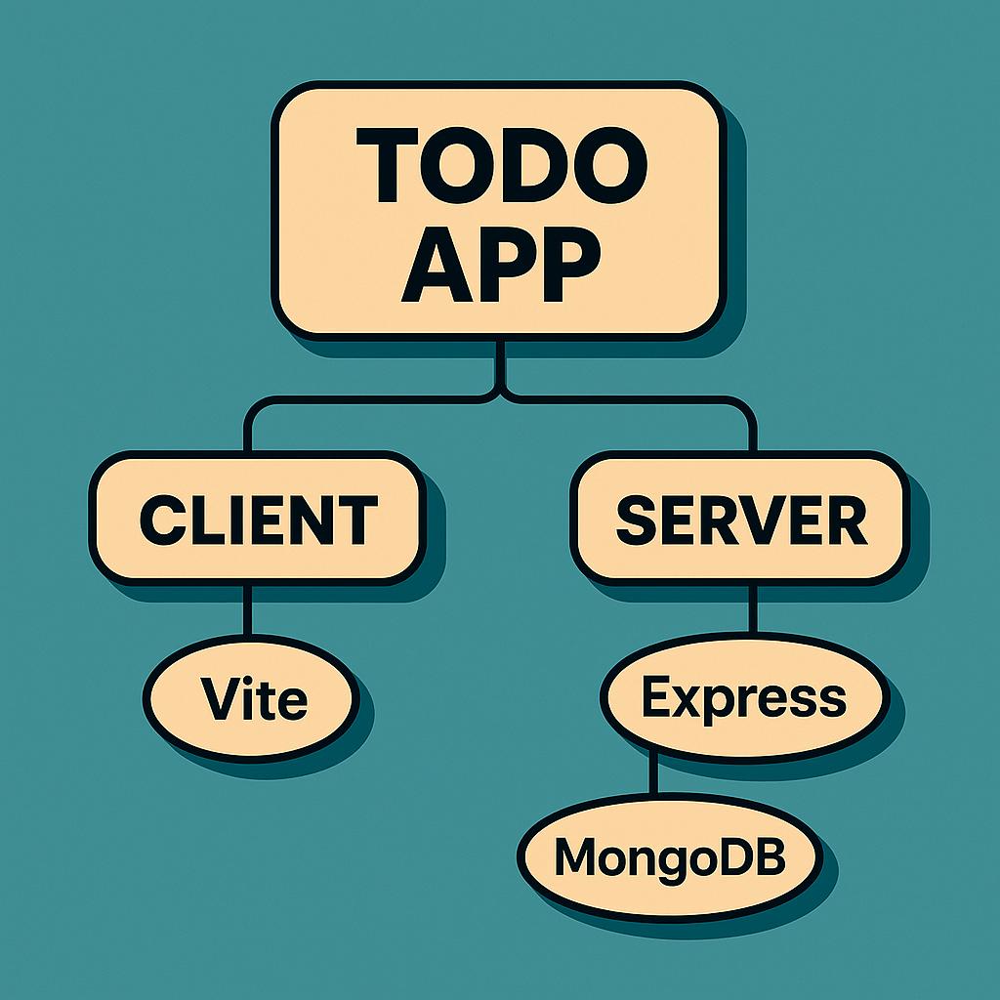 TODO
APP
CLIENT
SERVER
Vite
Express
MongoDB